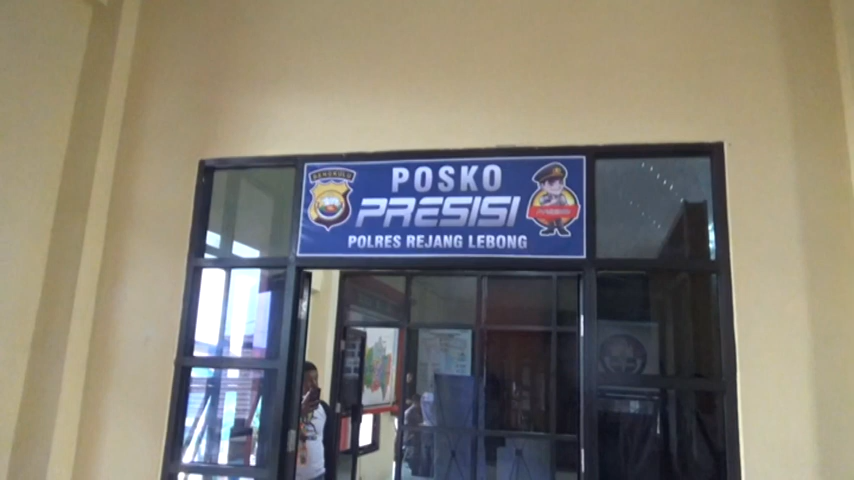 BENGKULU
POSKO
PRESISI
POLRES REJANG LEBONG